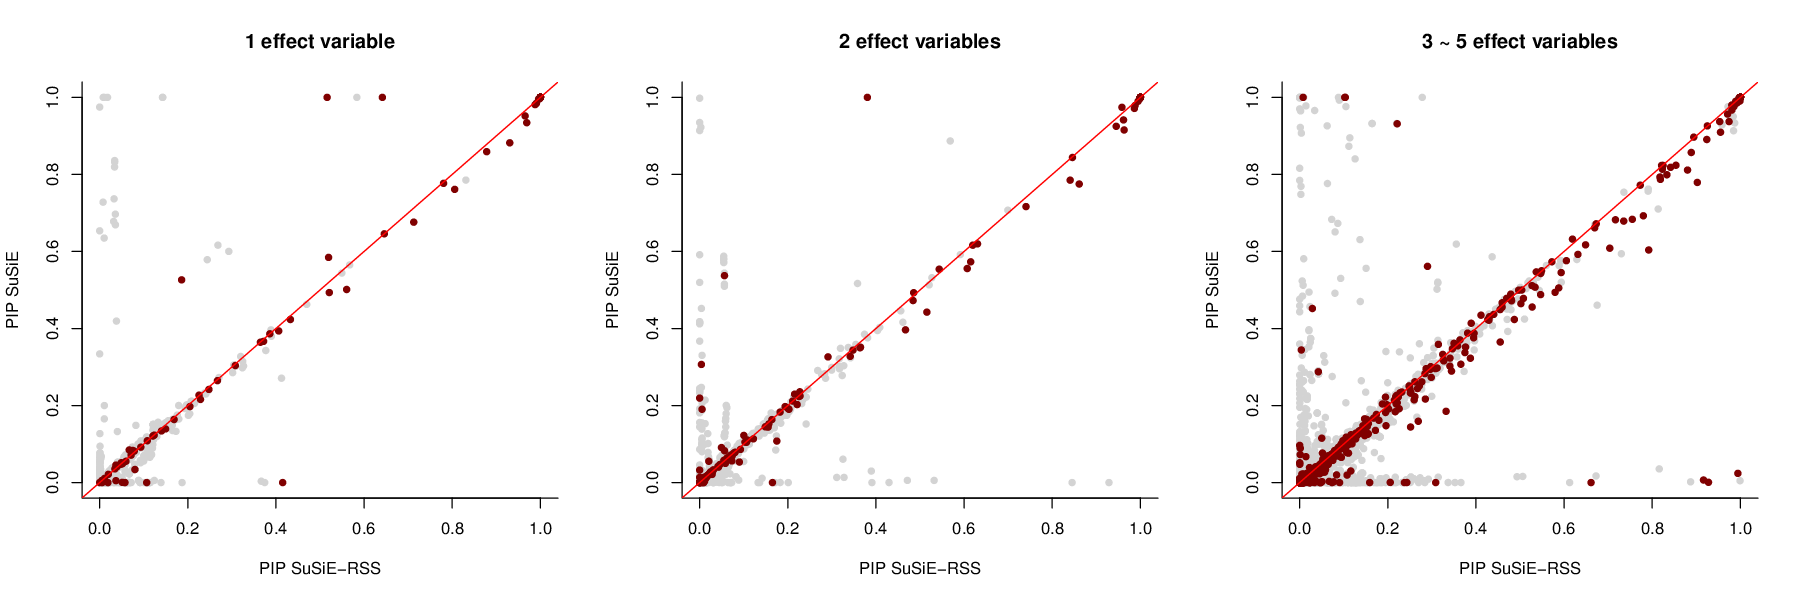 1 effect variable
PIP SuSiE
1.0
0.8
0.6
0.4
0.2
0.0
0.0 0.2 0.4 0.6 0.8 1.0
PIP SuSiE−RSS
2 effect variables
PIP SuSiE
1.0
0.8
0.6
0.4
0.2
0.0
0.0 0.2 0.4 0.6 0.8 1.0
PIP SuSiE−RSS
3 ~ 5 effect variables
PIP SuSiE
1.0
0.8
0.6
0.4
0.2
0.0
0.0 0.2 0.4 0.6 0.8 1.0
PIP SuSiE−RSS